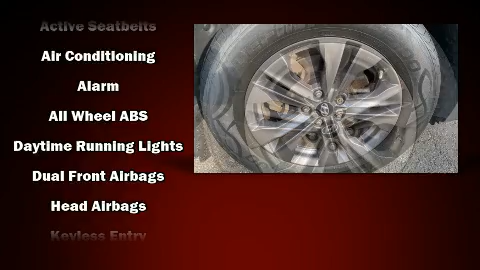 Active Seatbelts
Air Conditioning
Alarm
All Wheel ABS
Daytime Running Lights
Dual Front Airbags
Head Airbags
Keyless Entry